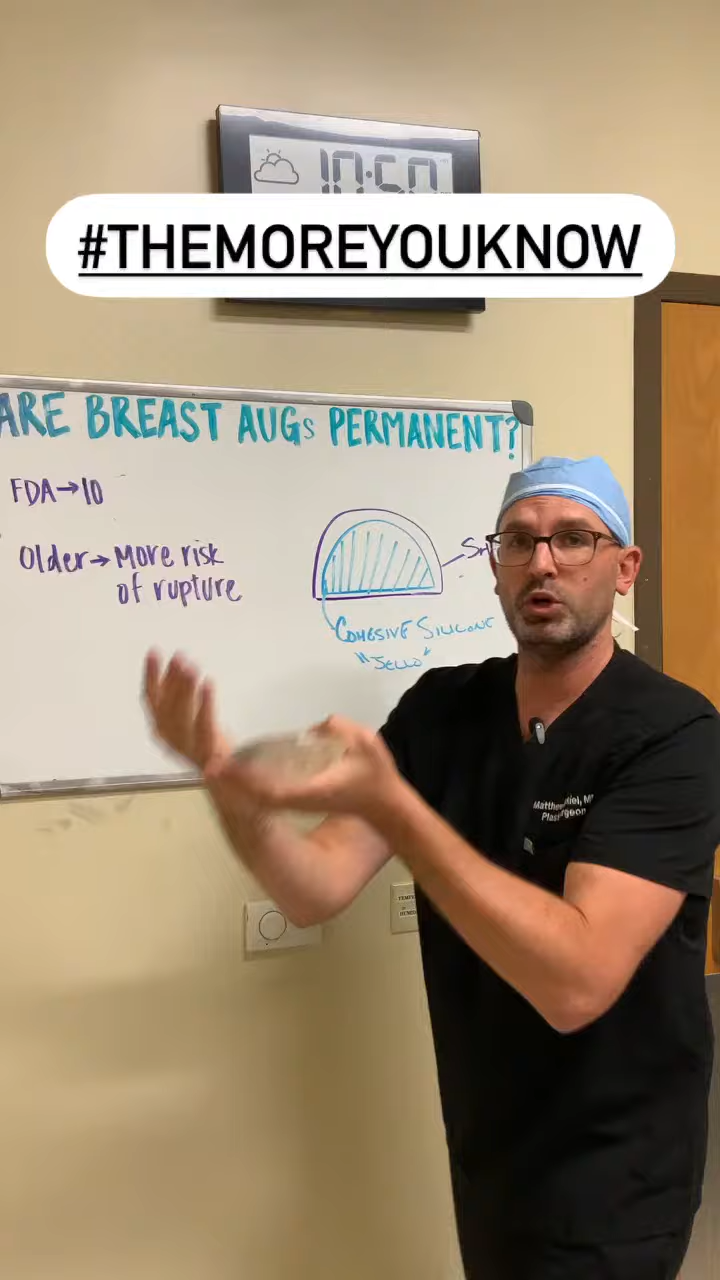 10:50
#THEMOREYOUKNOW
ARE BREAST AUGS PERMANENT?
FDA→10
Older→More risk
of rupture
COHESIVE SILICONE
"JELLO"